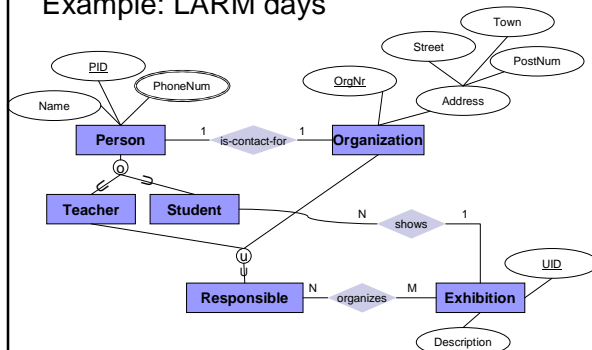 Example: LARM days
Town
Street
PID
PostNum
OrgNr
PhoneNum
Name
Address
Person
1
is-contact-for
1
Organization
o
U
U
Teacher
Student
N
shows
1
u
U
UID
Responsible
N
organizes
M
Exhibition
Description